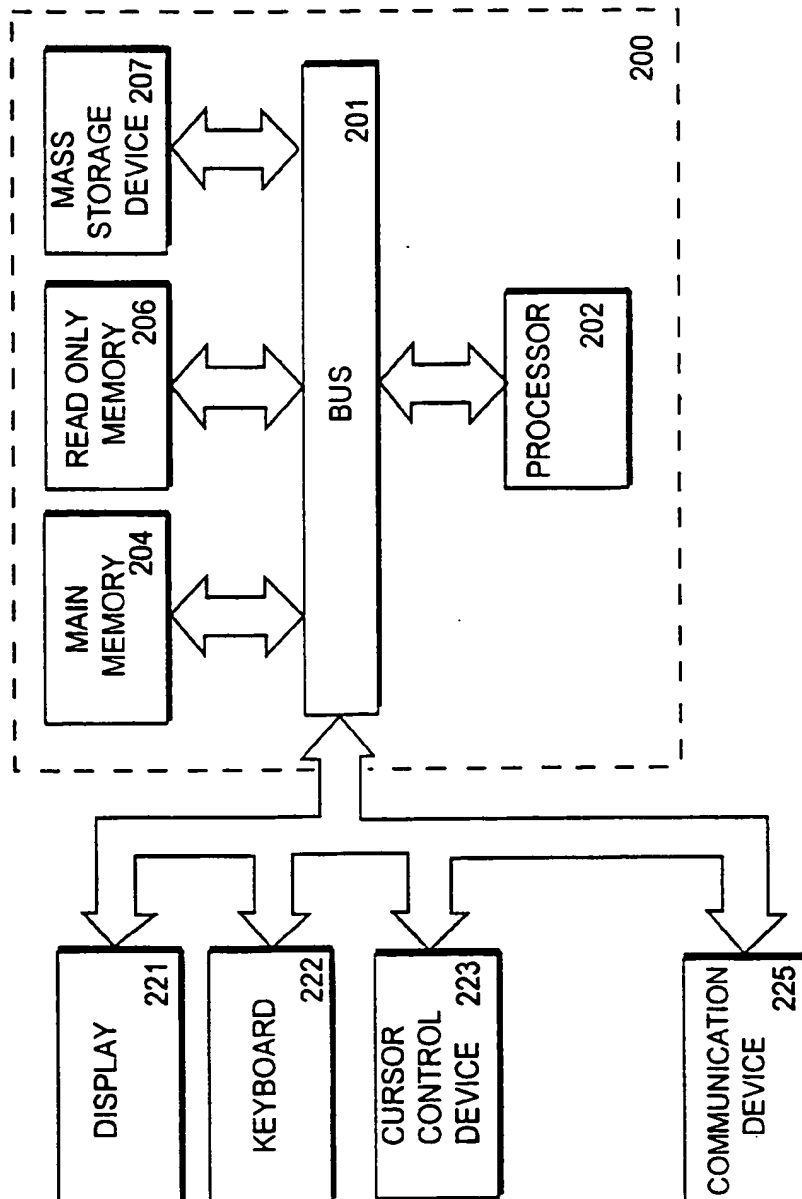 COMMUNICATION
DEVICE
225
CURSOR
CONTROL
DEVICE
223
KEYBOARD
222
DISPLAY
221
MAIN
MEMORY
204
READ ONLY
MEMORY
206
MASS
STORAGE
DEVICE 207
BUS
201
PROCESSOR
202
200